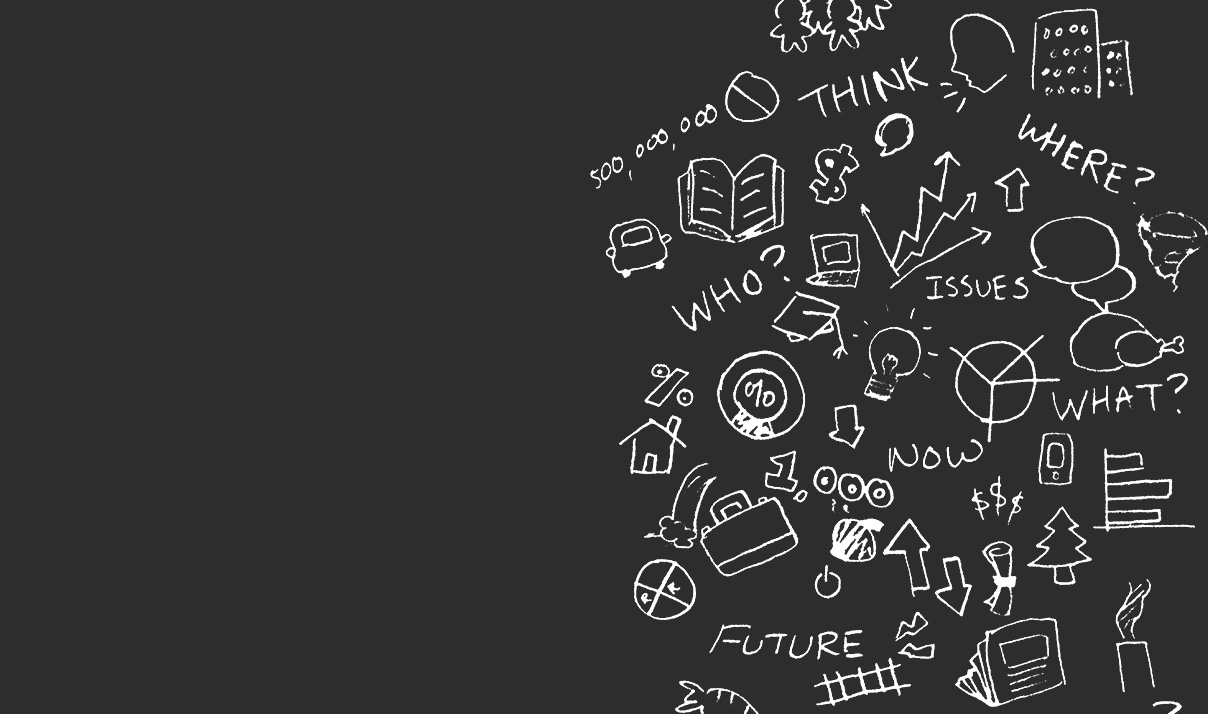 THINK
500,000,000
WHERE?
$
WHO?
ISSUES
%
%
WHAT?
NOW
1.000
$$$
R R
FUTURE
?